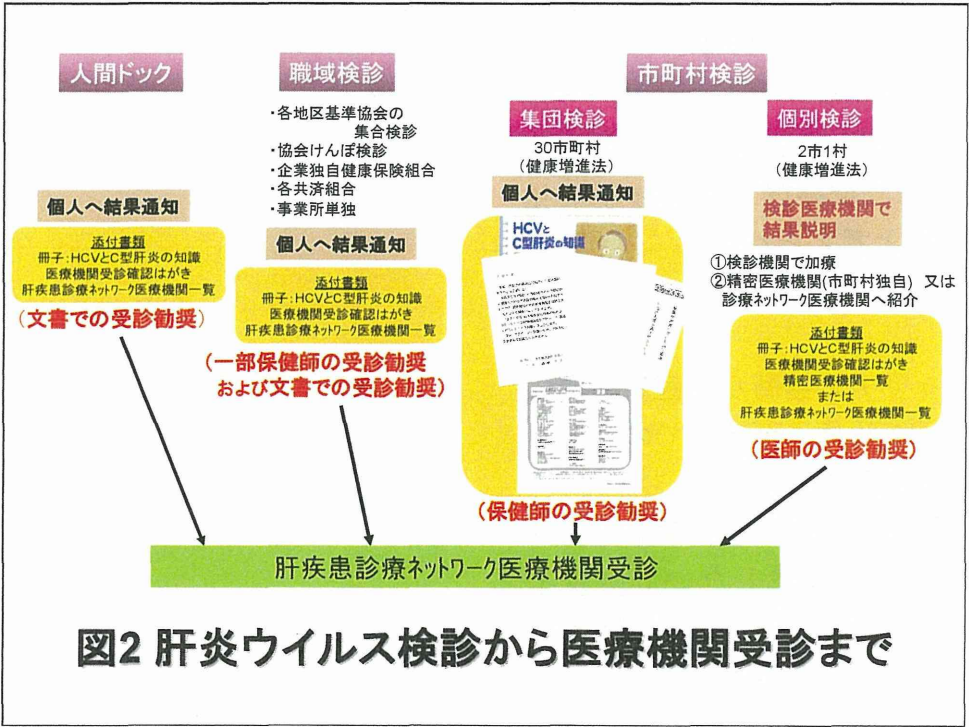 人間ドック
個人へ結果通知
添付書類
冊子:HCVとC型肝炎の知識
医療機関受診確認はがき
肝疾患診療ネットワーク医療機関一覧
(文書での受診勧奨)
職域検診
・各地区基準協会の
集合検診
・協会けんぽ検診
・企業独自健康保険組合
・各共済組合
・事業所単独
個人へ結果通知
添付書類
冊子:HCVとC型肝炎の知識
医療機関受診確認はがき
肝疾患診療ネットワーク医療機関一覧
(一部保健師の受診勧奨
および文書での受診勧奨)
市町村検診
集団検診
30市町村
(健康増進法)
個人へ結果通知
HCVと
C型肝炎の知識
(保健師の受診勧奨)
個別検診
2市1村
(健康増進法)
検診医療機関で
結果説明
①検診機関で加療
②精密医療機関(市町村独自) 又は
診療ネットワーク医療機関へ紹介
添付書類
冊子:HCVとC型肝炎の知識
医療機関受診確認はがき
精密医療機関一覧
または
肝疾患診療ネットワーク医療機関一覧
(医師の受診勧奨)
肝疾患診療ネットワーク医療機関受診
図2 肝炎ウイルス検診から医療機関受診まで